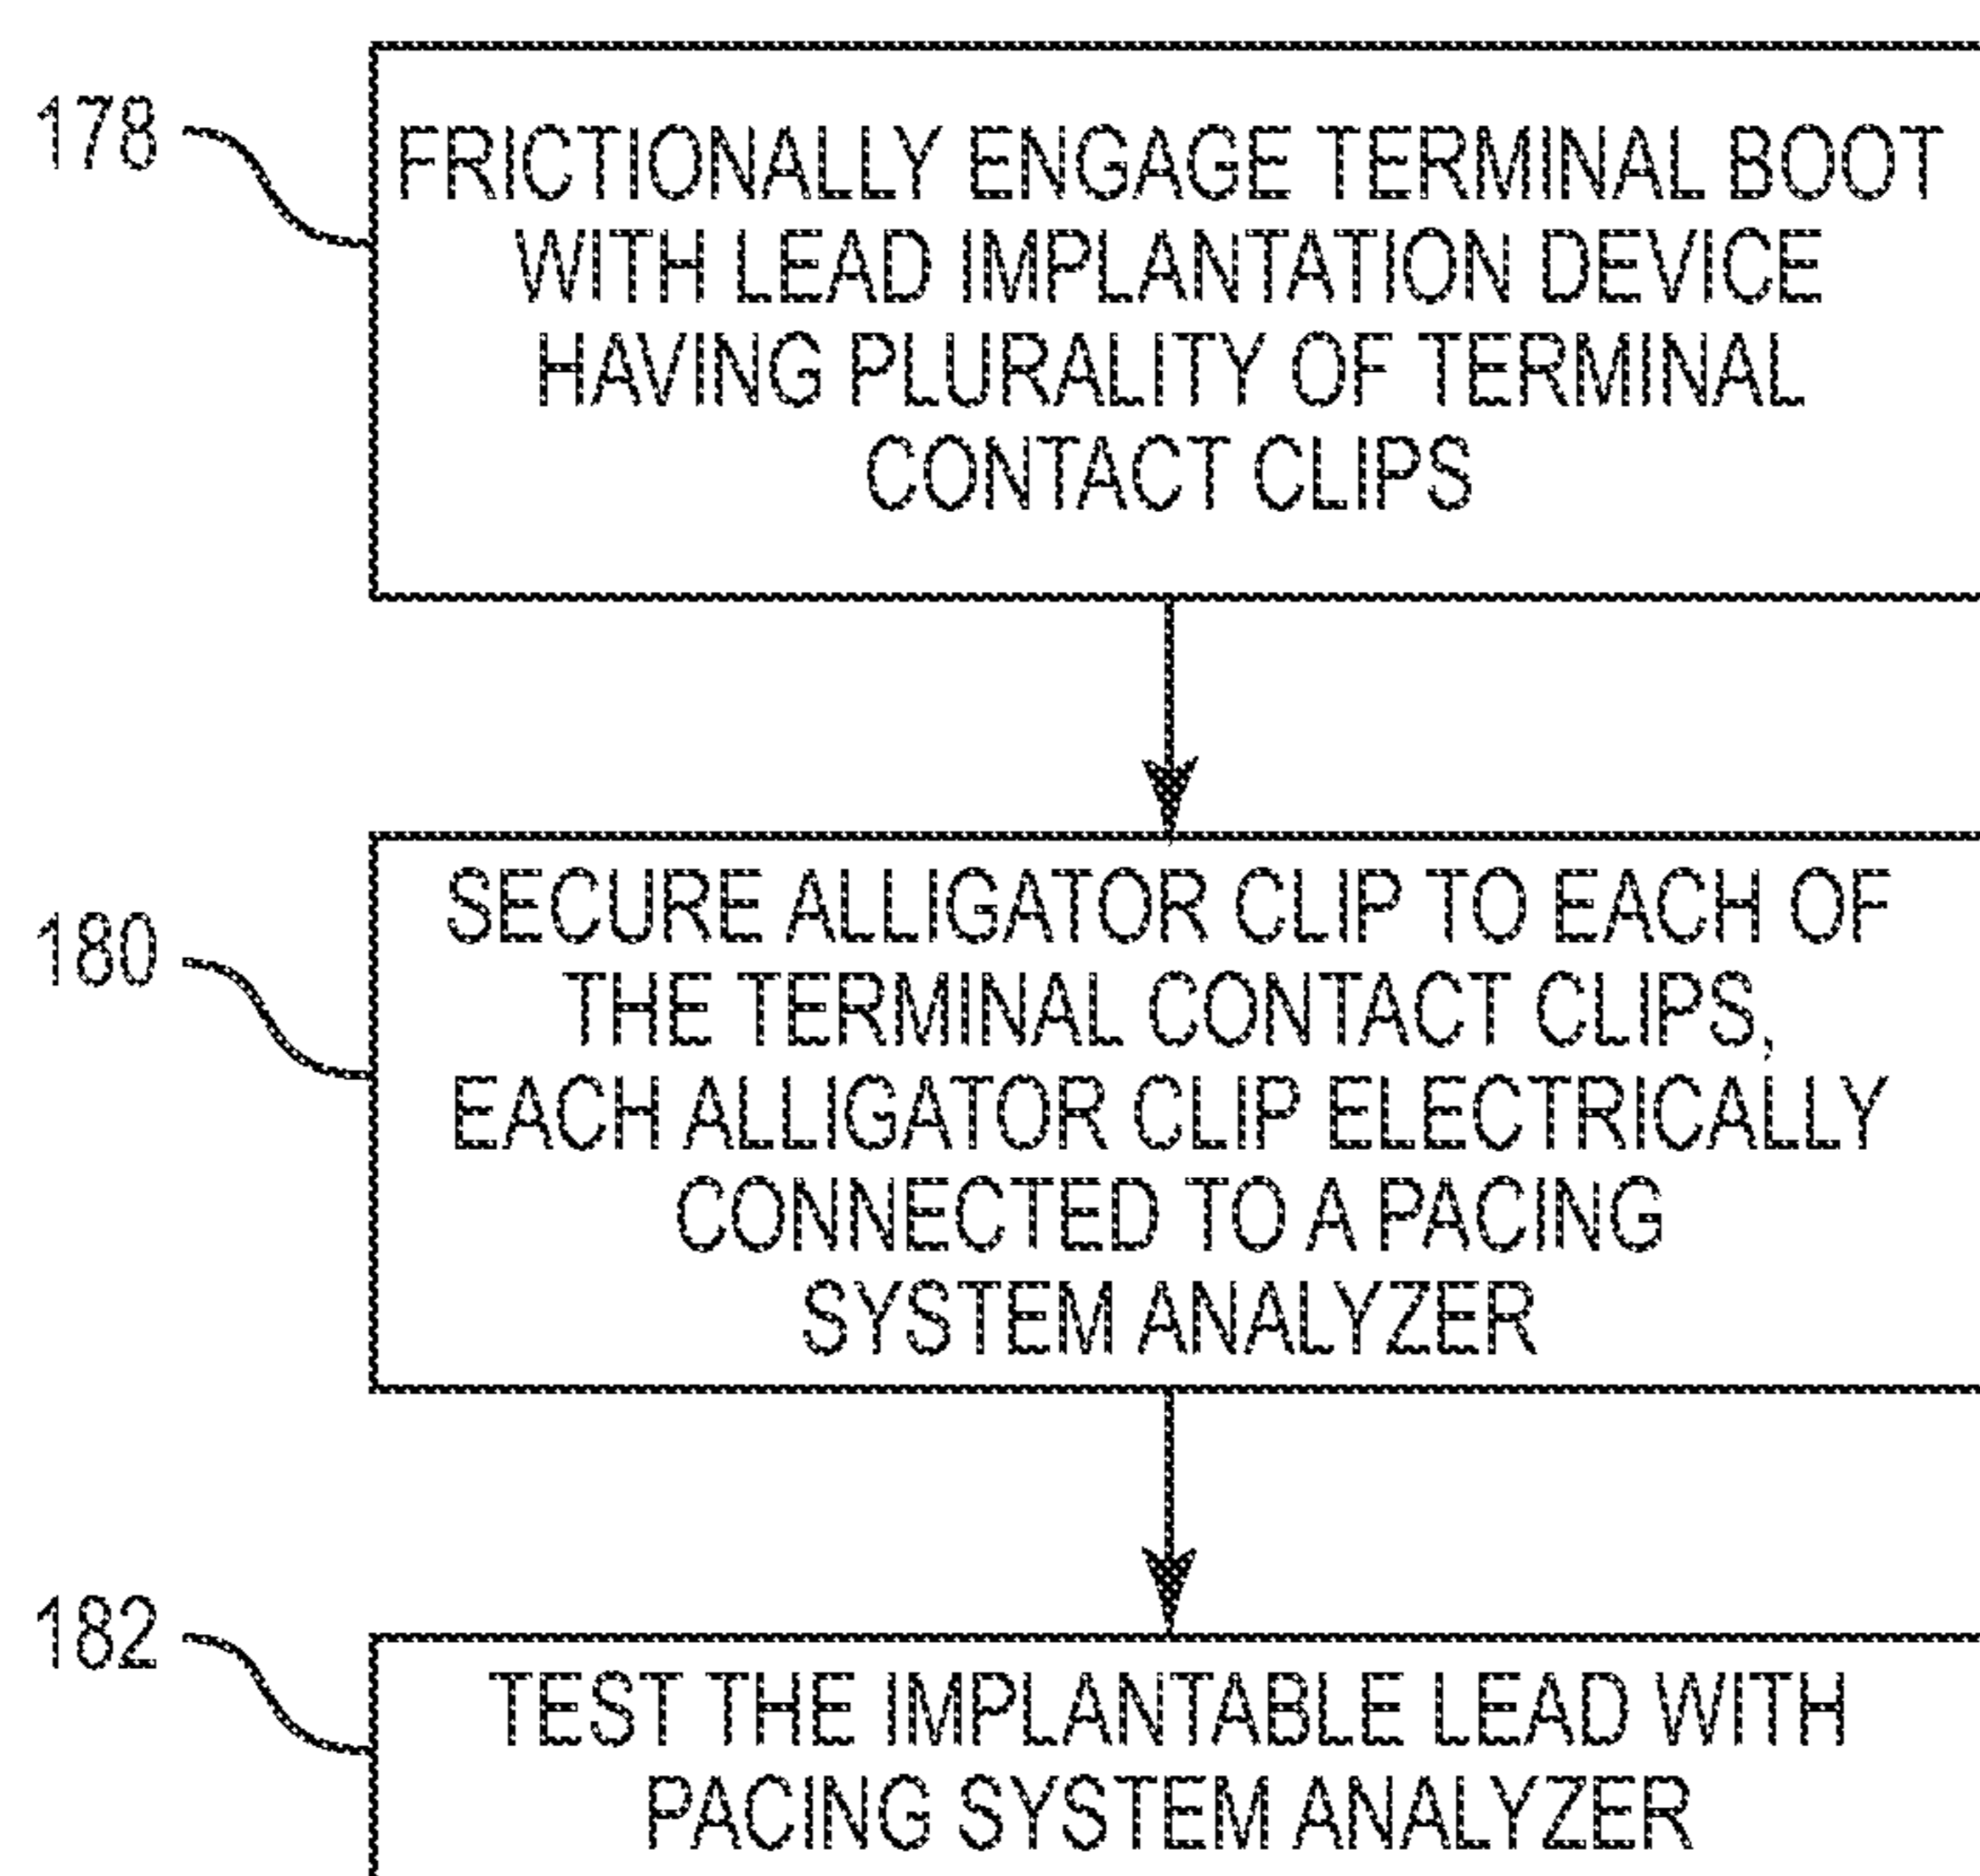 178
FRICTIONALLY ENGAGE TERMINAL BOOT
WITH LEAD IMPLANTATION DEVICE
HAVING PLURALITY OF TERMINAL
CONTACT CLIPS
180
SECURE ALLIGATOR CLIP TO EACH OF
THE TERMINAL CONTACT CLIPS,
EACH ALLIGATOR CLIP ELECTRICALLY
CONNECTED TO A PACING
SYSTEM ANALYZER
182
TEST THE IMPLANTABLE LEAD WITH
PACING SYSTEM ANALYZER